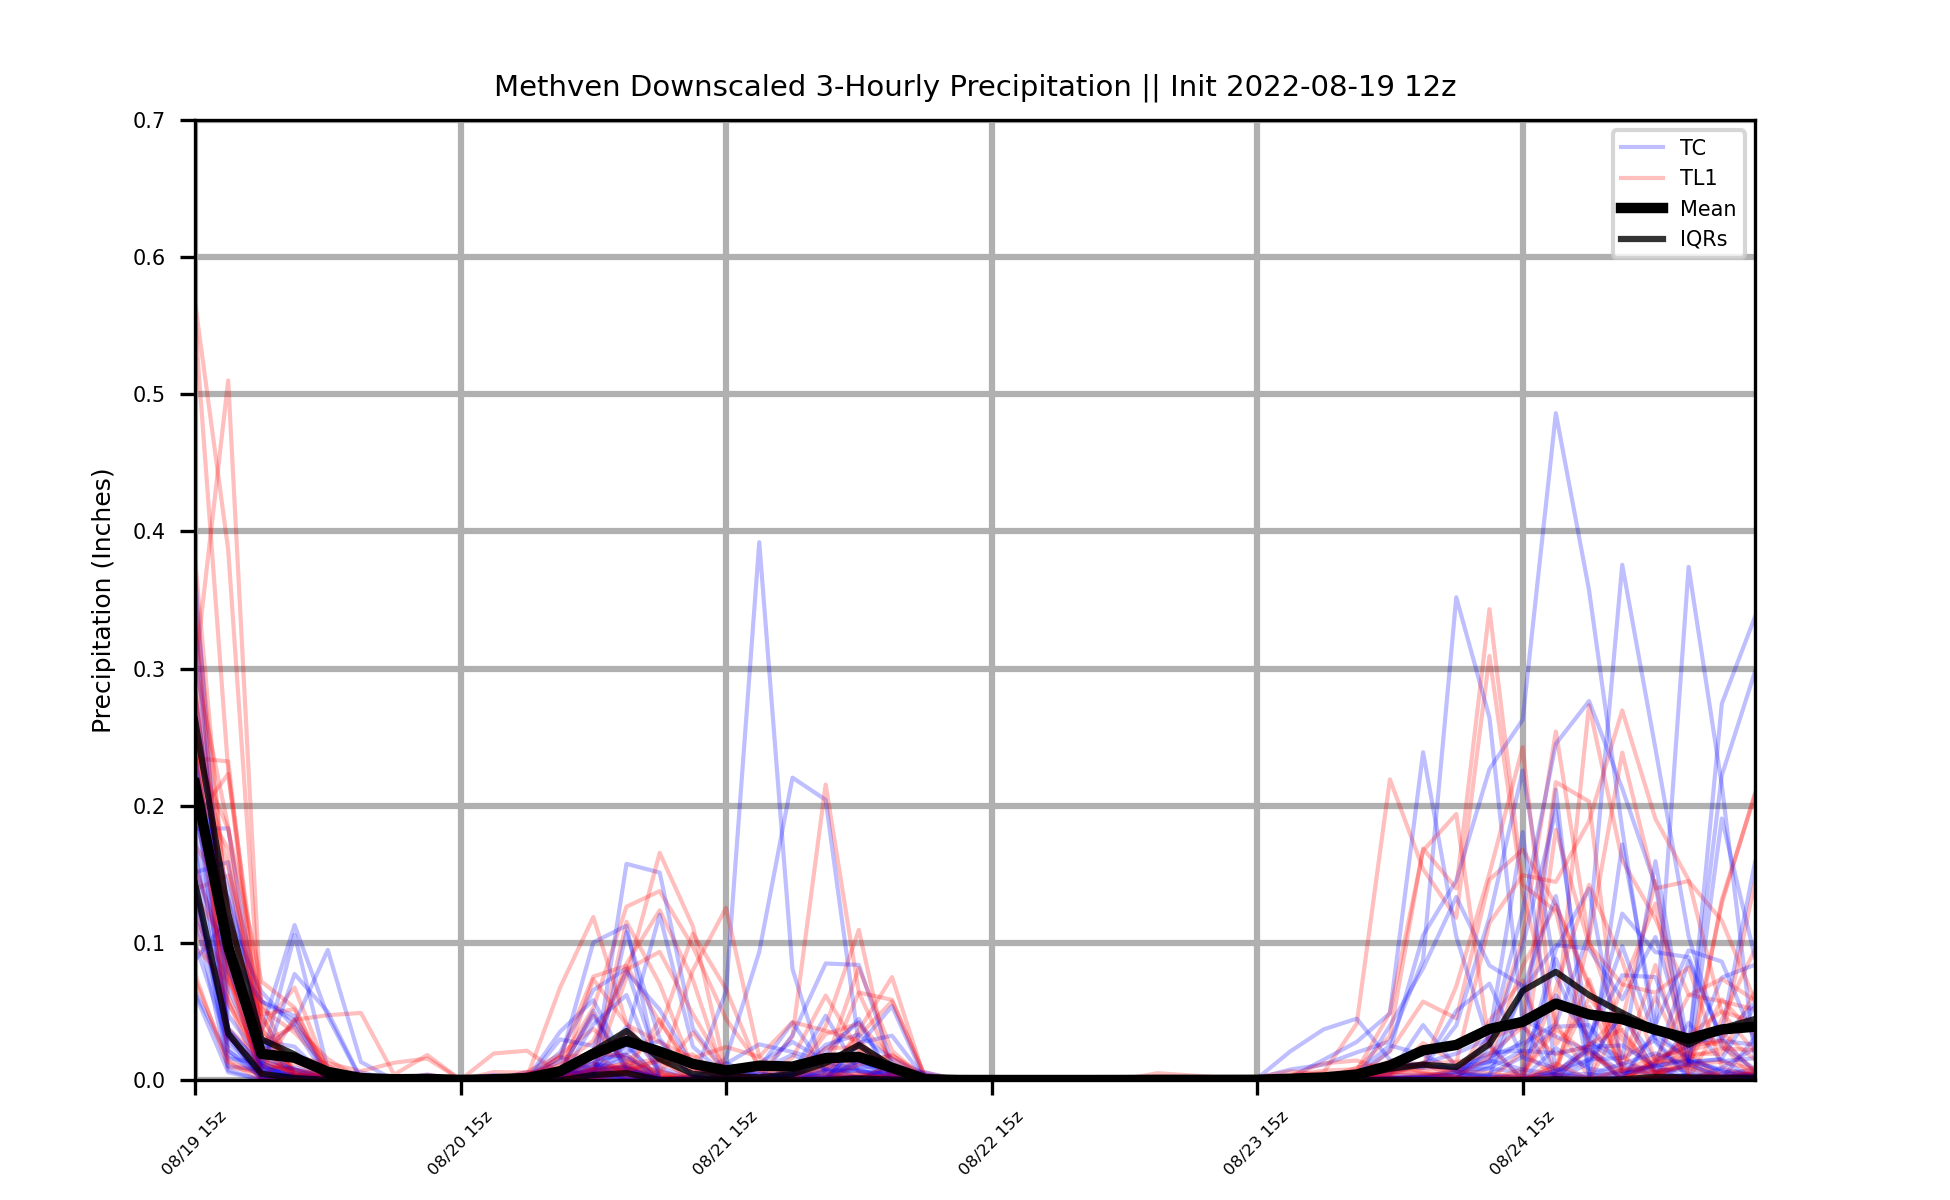 Methven Downscaled 3-Hourly Precipitation || Init 2022-08-19 12z
0.7
0.6
0.5
0.4
0.3
0.2
0.1
0.0
Precipitation (Inches)
TC
TL1
Mean
IQRs
08/19 15z
08/20 15z
08/21 15z
08/22 15z
08/23 15z
08/24 15z